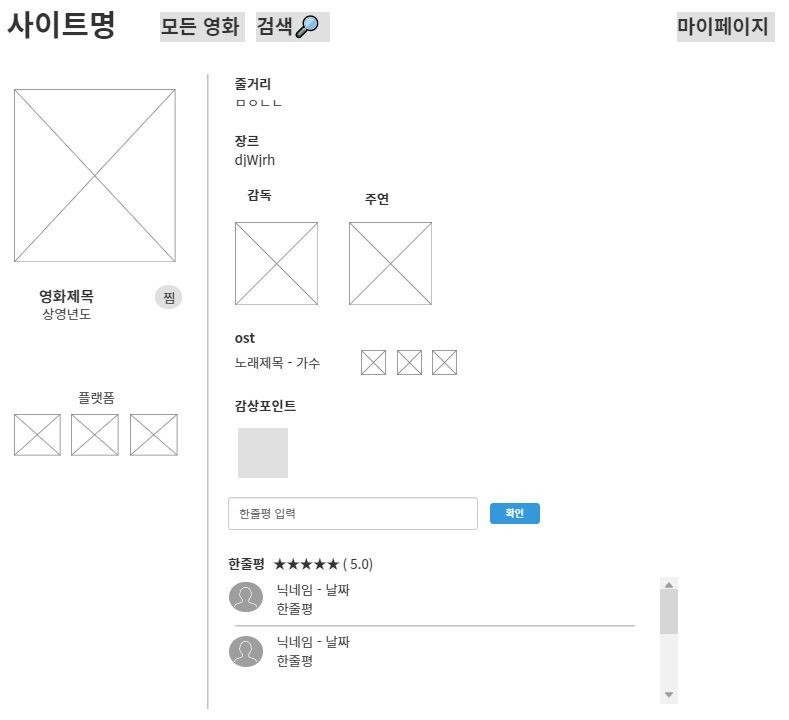 사이트명 모든 영화 검색 마이페이지
영화제목
찜
상영년도
플랫폼
줄거리
ㅁㅇㄴㄴ
장르
djWjrh
감독 주연
ost
노래제목 - 가수
감상포인트
한줄평 입력 확인
한줄평 ★★★★★ ( 5.0)
닉네임 - 날짜
한줄평
닉네임 - 날짜
한줄평